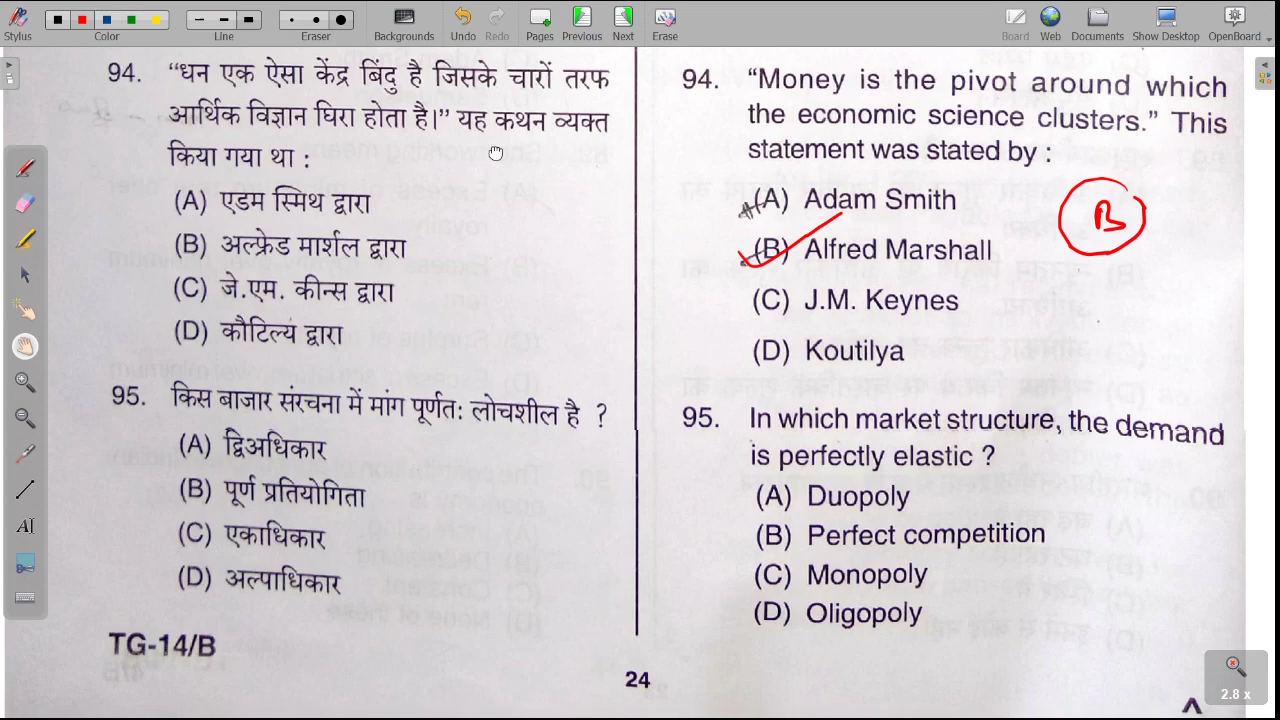 Stylus
Color
Line
Eraser
Backgrounds
Undo
Redo
Pages
Previous
Next
Erase
Board
Web
Documents
Show Desktop
OpenBoard
94. “धन एक ऐसा केंद्र बिंदु है जिसके चारों तरफ
आर्थिक विज्ञान घिरा होता है।” यह कथन व्यक्त
किया गया था :
(A) एडम स्मिथ द्वारा
(B) अल्फ्रेड मार्शल द्वारा
(C) जे.एम. कीन्स द्वारा
(D) कौटिल्य द्वारा
95. किस बाजार संरचना में मांग पूर्णत: लोचशील है ?
(A) द्विअधिकार
(B) पूर्ण प्रतियोगिता
(C) एकाधिकार
(D) अल्पाधिकार
TG-14/B
24
94. “Money is the pivot around which
the economic science clusters.” This
statement was stated by :
(A) Adam Smith
(B) Alfred Marshall
(C) J.M. Keynes
(D) Koutilya
B
95. In which market structure, the demand
is perfectly elastic ?
(A) Duopoly
(B) Perfect competition
(C) Monopoly
(D) Oligopoly
2.8 x